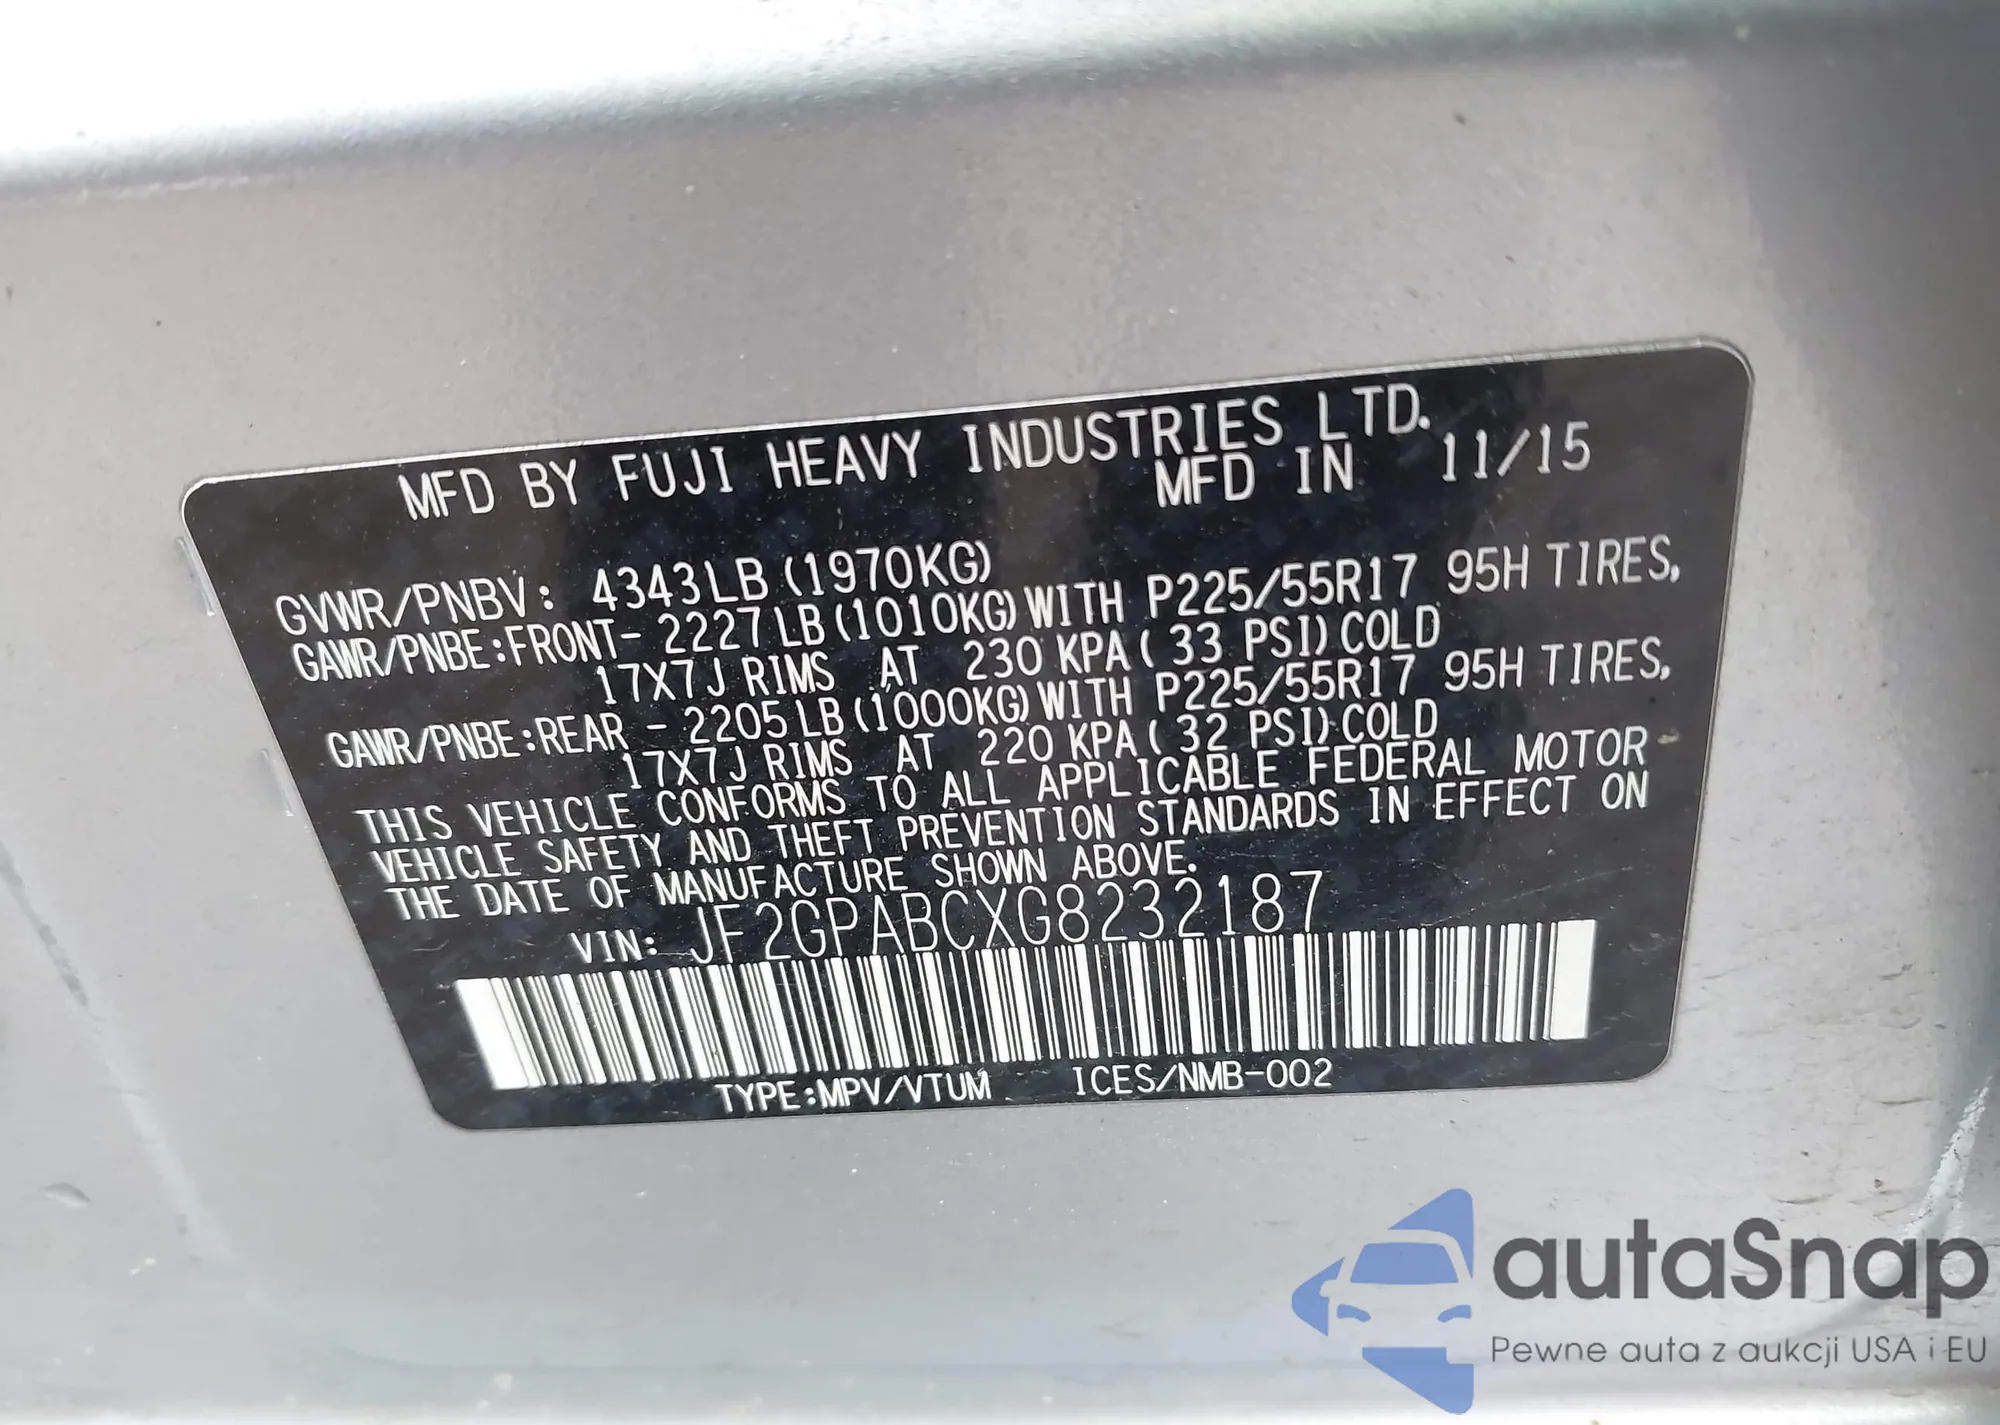 MFD BY FUJI HEAVY INDUSTRIES LTD.
MFD IN 11/15
GVWR/PNBV: 4343LB(1970KG)
GAWR/PNBE:FRONT- 2227LB(1010KG)WITH P225/55R17 95H TIRES,
17X7J RIMS AT 230 KPA( 33 PSI)COLD
GAWR/PNBE:REAR - 2205LB(1000KG)WITH P225/55R17 95H TIRES,
17X7J RIMS AT 220 KPA( 32 PSI)COLD
THIS VEHICLE CONFORMS TO ALL APPLICABLE FEDERAL MOTOR
VEHICLE SAFETY AND THEFT PREVENTION STANDARDS IN EFFECT ON
THE DATE OF MANUFACTURE SHOWN ABOVE.
VIN: JF2GPABCXG8232187
TYPE:MPV/VTUM ICES/NMB-002
autaSnap
Pewne auta z aukcji USA i EU